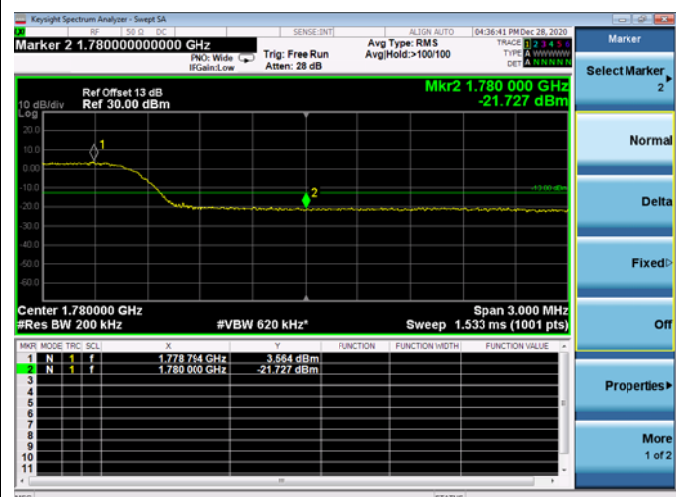 Keysight Spectrum Analyzer - Swept SA
RF 50 Ω DC SENSE:INT ALIGN AUTO 04:36:41 PM Dec 28, 2020
Marker 2 1.780000000000 GHz
PNO: Wide
IFGain:Low
Trig: Free Run
Atten: 28 dB
Avg Type: RMS
Avg|Hold:>100/100
TRACE 1 2 3 4 5 6
TYPE A WWWWW
DET A N N N N N
Mkr2 1.780 000 GHz
-21.727 dBm
Ref Offset 13 dB
10 dB/div Ref 30.00 dBm
Log
20.0
10.0
0.00
-10.0
-20.0
-30.0
-40.0
-50.0
-60.0
1
2
-13.00 dBm
Center 1.780000 GHz Span 3.000 MHz
#Res BW 200 kHz #VBW 620 kHz* Sweep 1.533 ms (1001 pts)
MKR MODE TRC SCL X Y FUNCTION FUNCTION WIDTH FUNCTION VALUE
1 N 1 f 1.778 794 GHz 3.564 dBm
2 N 1 f 1.780 000 GHz -21.727 dBm
3
4
5
6
7
8
9
10
11
Marker
Select Marker
2
Normal
Delta
Fixed
Off
Properties
More
1 of 2